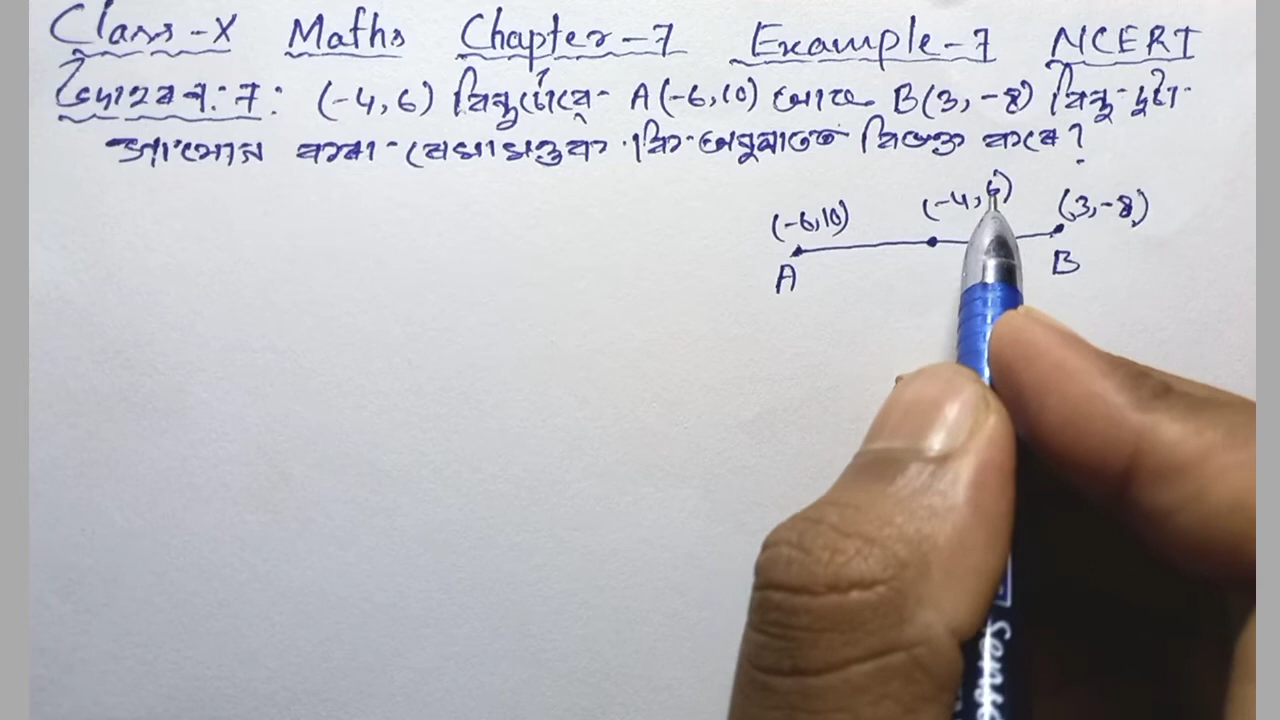 Class-X Maths Chapter-7 Example-7 NCERT
উদাহৰণ: 7: (-4,6) বিন্দুটোৱে A(-6,10) আৰু B(3,-8) বিন্দু দুটা
সংযোগ কৰা ৰেখাখণ্ডক কি অনুপাতত বিভক্ত কৰে?
(-6,10) (-4,6) (3,-8)
A B